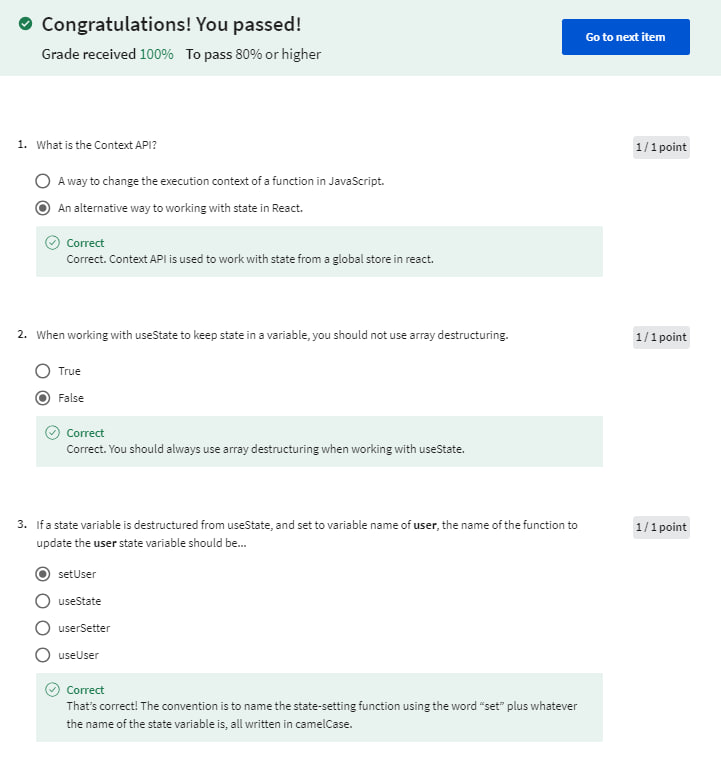 Congratulations! You passed!
Grade received 100% To pass 80% or higher
Go to next item
1. What is the Context API?
1 / 1 point
A way to change the execution context of a function in JavaScript.
An alternative way to working with state in React.
Correct
Correct. Context API is used to work with state from a global store in react.
2. When working with useState to keep state in a variable, you should not use array destructuring.
1 / 1 point
True
False
Correct
Correct. You should always use array destructuring when working with useState.
3. If a state variable is destructured from useState, and set to variable name of user, the name of the function to
update the user state variable should be...
1 / 1 point
setUser
useState
userSetter
useUser
Correct
That's correct! The convention is to name the state-setting function using the word “set” plus whatever
the name of the state variable is, all written in camelCase.